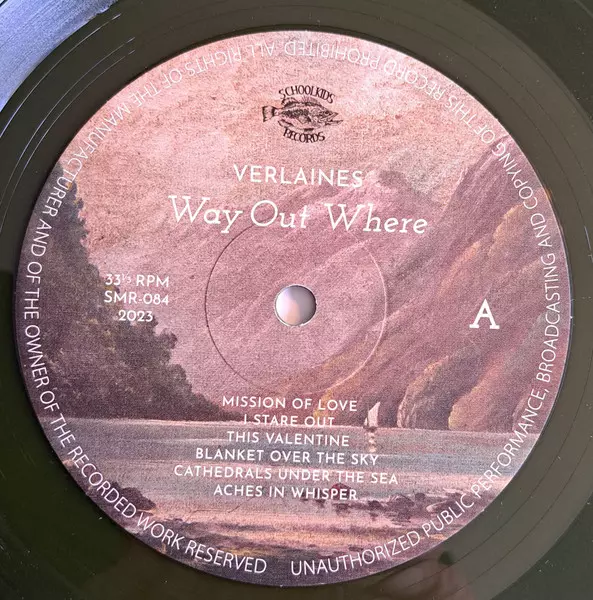 SCHOOLKIDS
RECORDS
VERLAINES
Way Out Where
33⅓ RPM
SMR-084
2023
A
MISSION OF LOVE
I STARE OUT
THIS VALENTINE
BLANKET OVER THE SKY
CATHEDRALS UNDER THE SEA
ACHES IN WHISPER
ALL RIGHTS OF THE MANUFACTURER AND OF THE OWNER OF THE RECORDED WORK RESERVED
UNAUTHORIZED PUBLIC PERFORMANCE, BROADCASTING AND COPYING OF THIS RECORD PROHIBITED